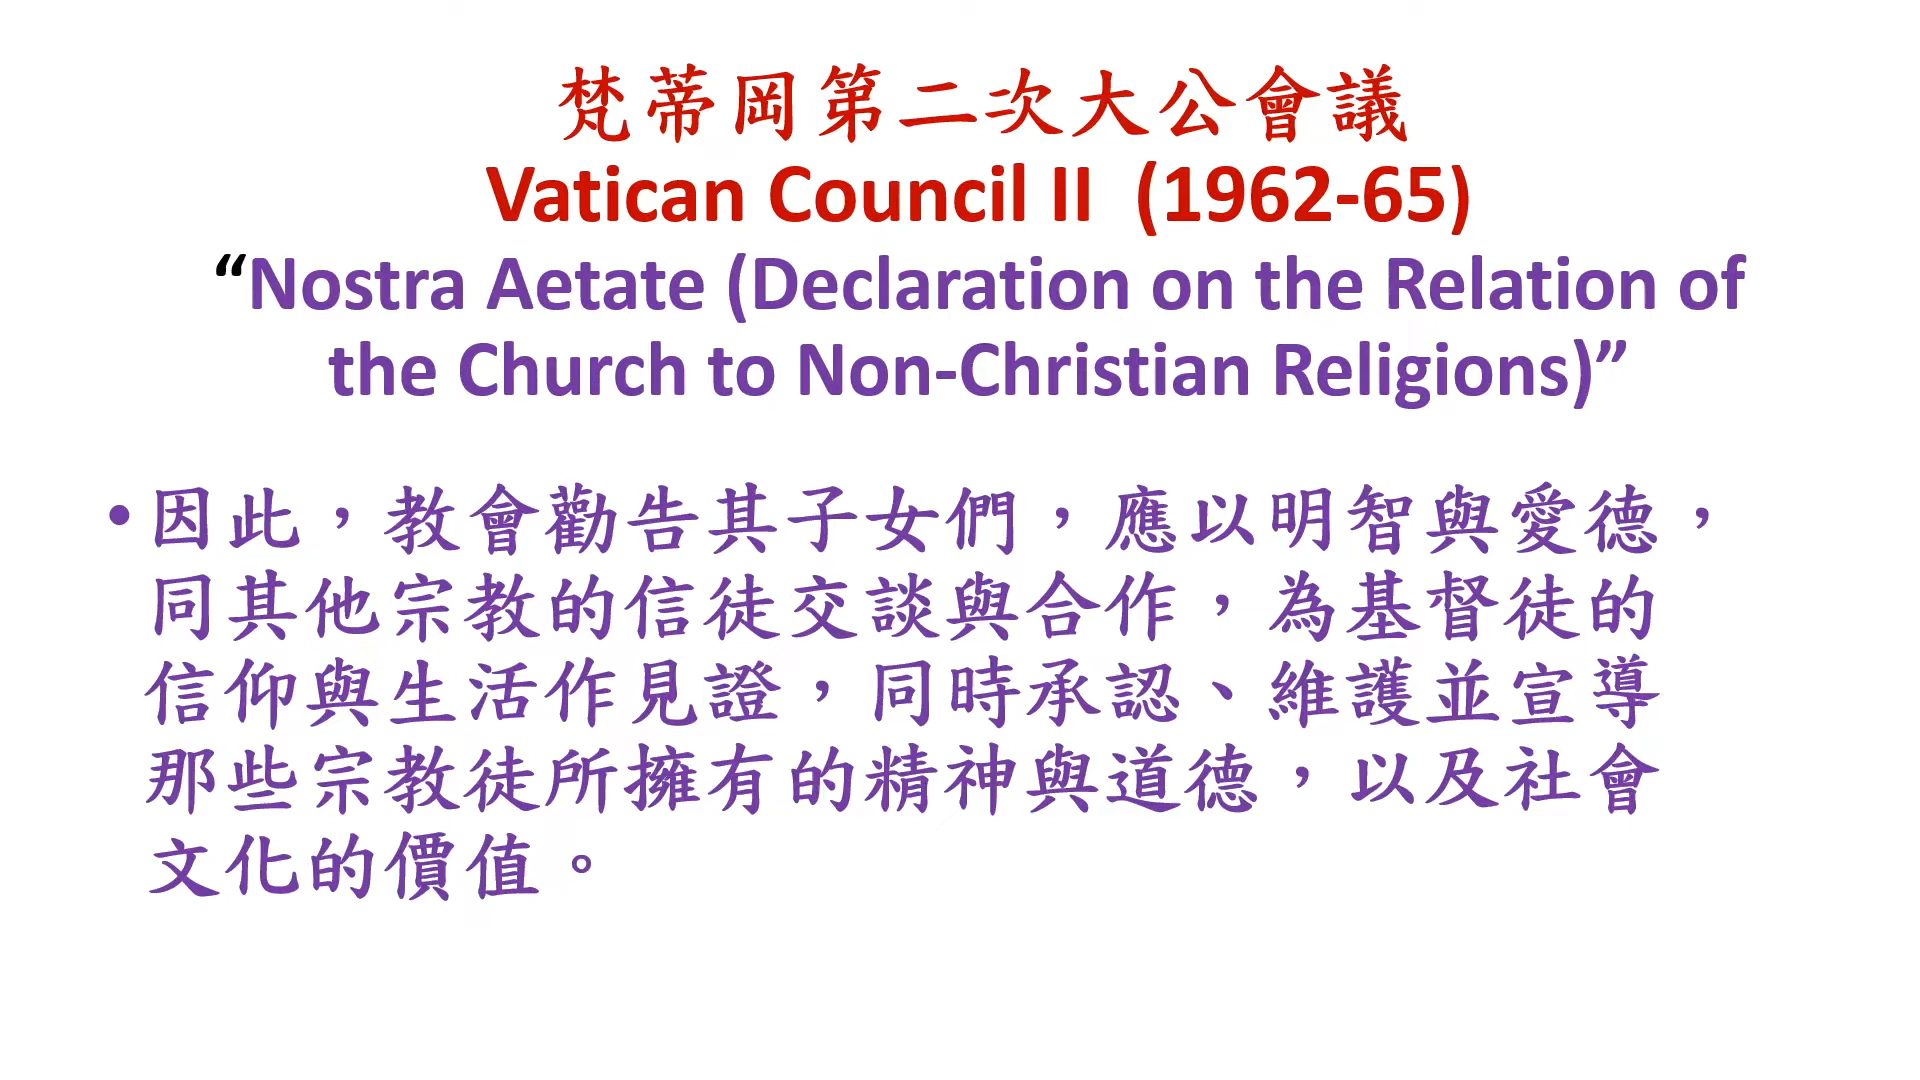 梵蒂岡第二次大公會議
Vatican Council II (1962-65)
“Nostra Aetate (Declaration on the Relation of
the Church to Non-Christian Religions)”
•因此，教會勸告其子女們，應以明智與愛德，
同其他宗教的信徒交談與合作，為基督徒的
信仰與生活作見證，同時承認、維護並宣導
那些宗教徒所擁有的精神與道德，以及社會
文化的價值。